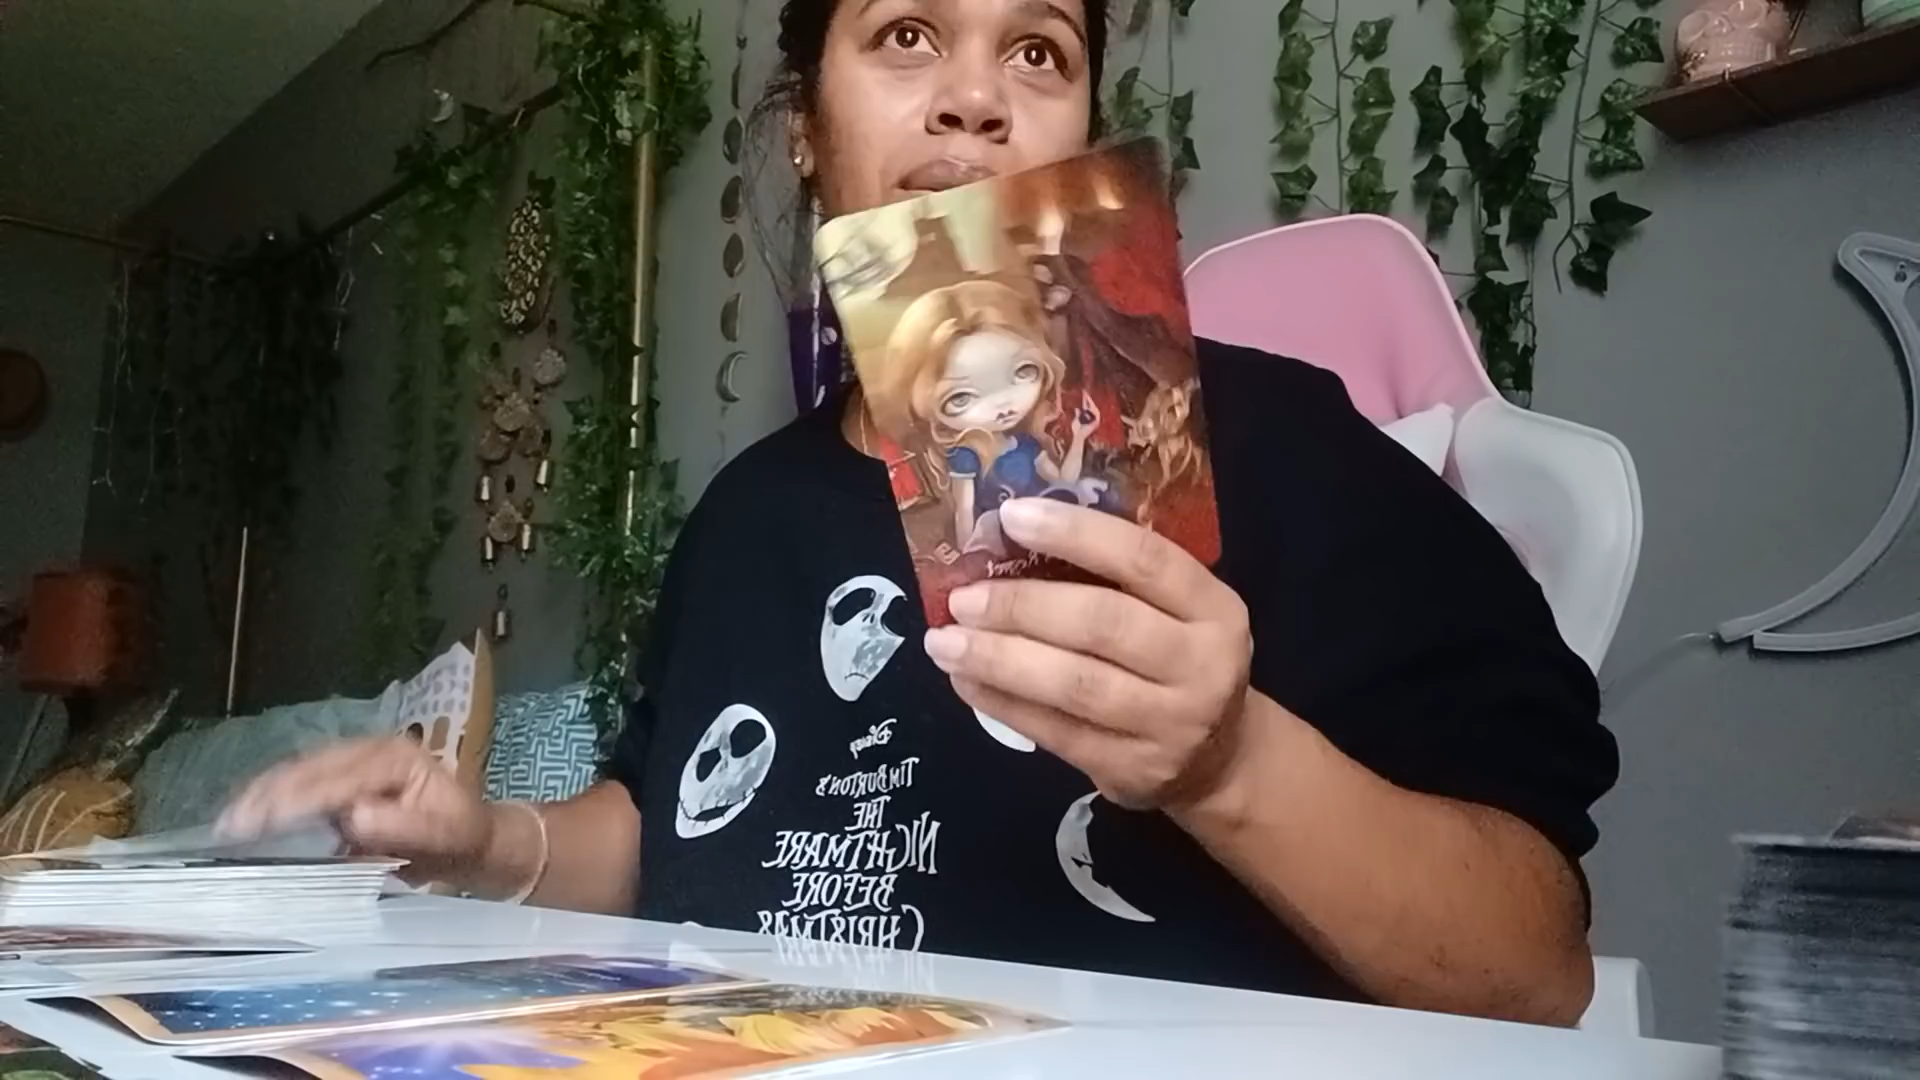 Disney
TIM BURTON'S
THE
NIGHTMARE
BEFORE
CHRISTMAS